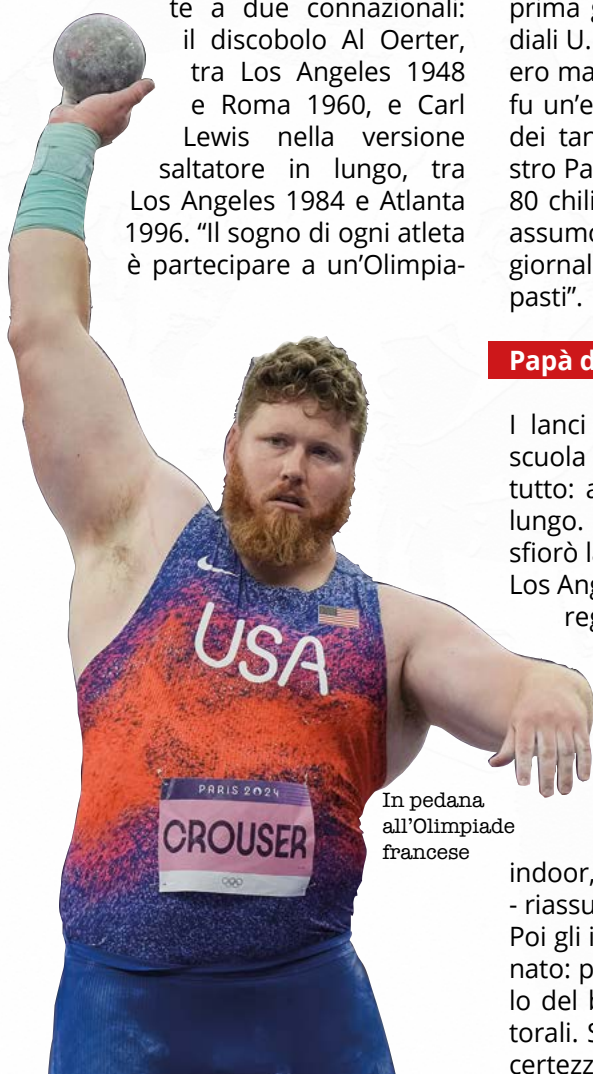 te a due connazionali:
il discobolo Al Oerter,
tra Los Angeles 1948
e Roma 1960, e Carl
Lewis nella versione
saltatore in lungo, tra
Los Angeles 1984 e Atlanta
1996. “Il sogno di ogni atleta
è partecipare a un’Olimpia-
USA
PARIS 2024
CROUSER
In pedana
all’Olimpiade
francese
prima g
diali U.
ero ma
fu un’e
dei tan
stro Pa
80 chili
assumo
giornal
pasti”.
Papà d
I lanci
scuola
tutto: a
lungo.
sfiorò l
Los Ang
reg
indoor,
- riassu
Poi gli i
nato: p
lo del b
torali. S
certezz